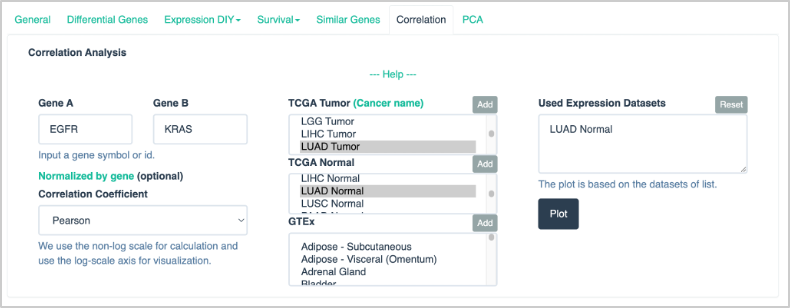 General Differential Genes Expression DIY Survival Similar Genes Correlation PCA
Correlation Analysis
--- Help ---
Gene A Gene B
EGFR KRAS
Input a gene symbol or id.
Normalized by gene (optional)
Correlation Coefficient
Pearson
We use the non-log scale for calculation and
use the log-scale axis for visualization.
TCGA Tumor (Cancer name) Add
LGG Tumor
LIHC Tumor
LUAD Tumor
TCGA Normal Add
LIHC Normal
LUAD Normal
LUSC Normal
GTEx Add
Adipose - Subcutaneous
Adipose - Visceral (Omentum)
Adrenal Gland
Bladder
Used Expression Datasets Reset
LUAD Normal
The plot is based on the datasets of list.
Plot